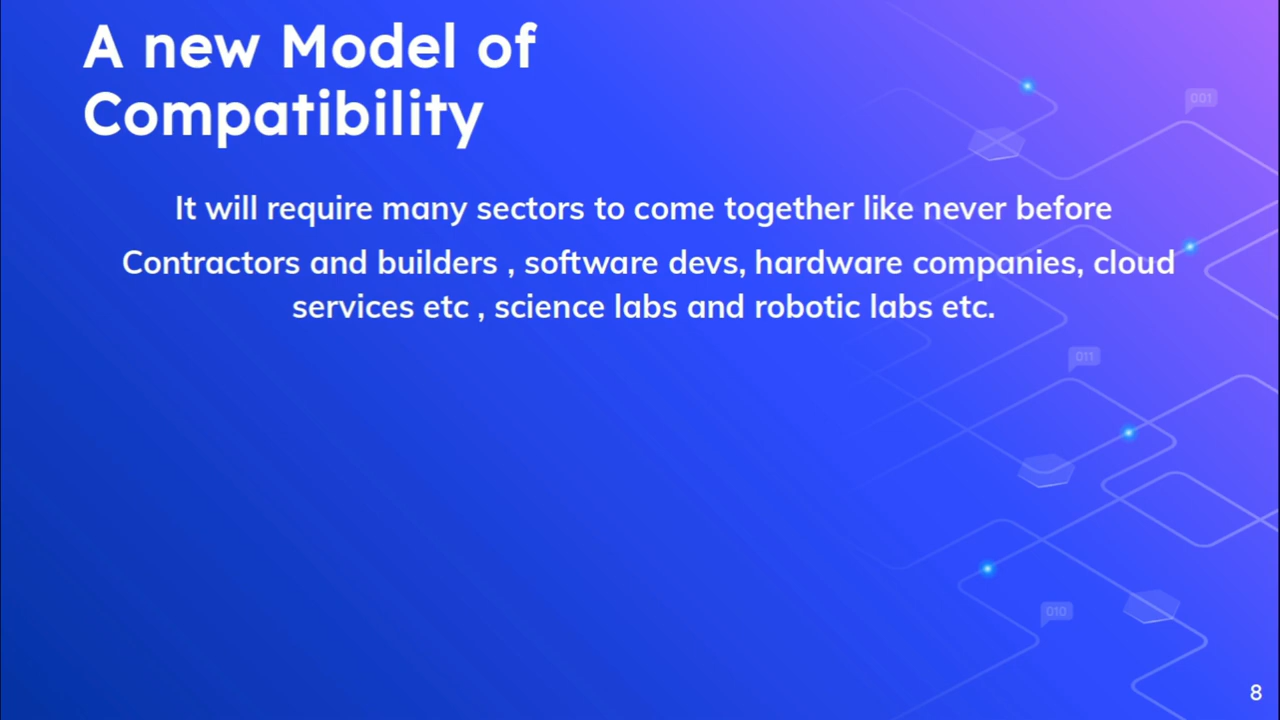 A new Model of
Compatibility
001
It will require many sectors to come together like never before
Contractors and builders , software devs, hardware companies, cloud
services etc , science labs and robotic labs etc.
011
010
8